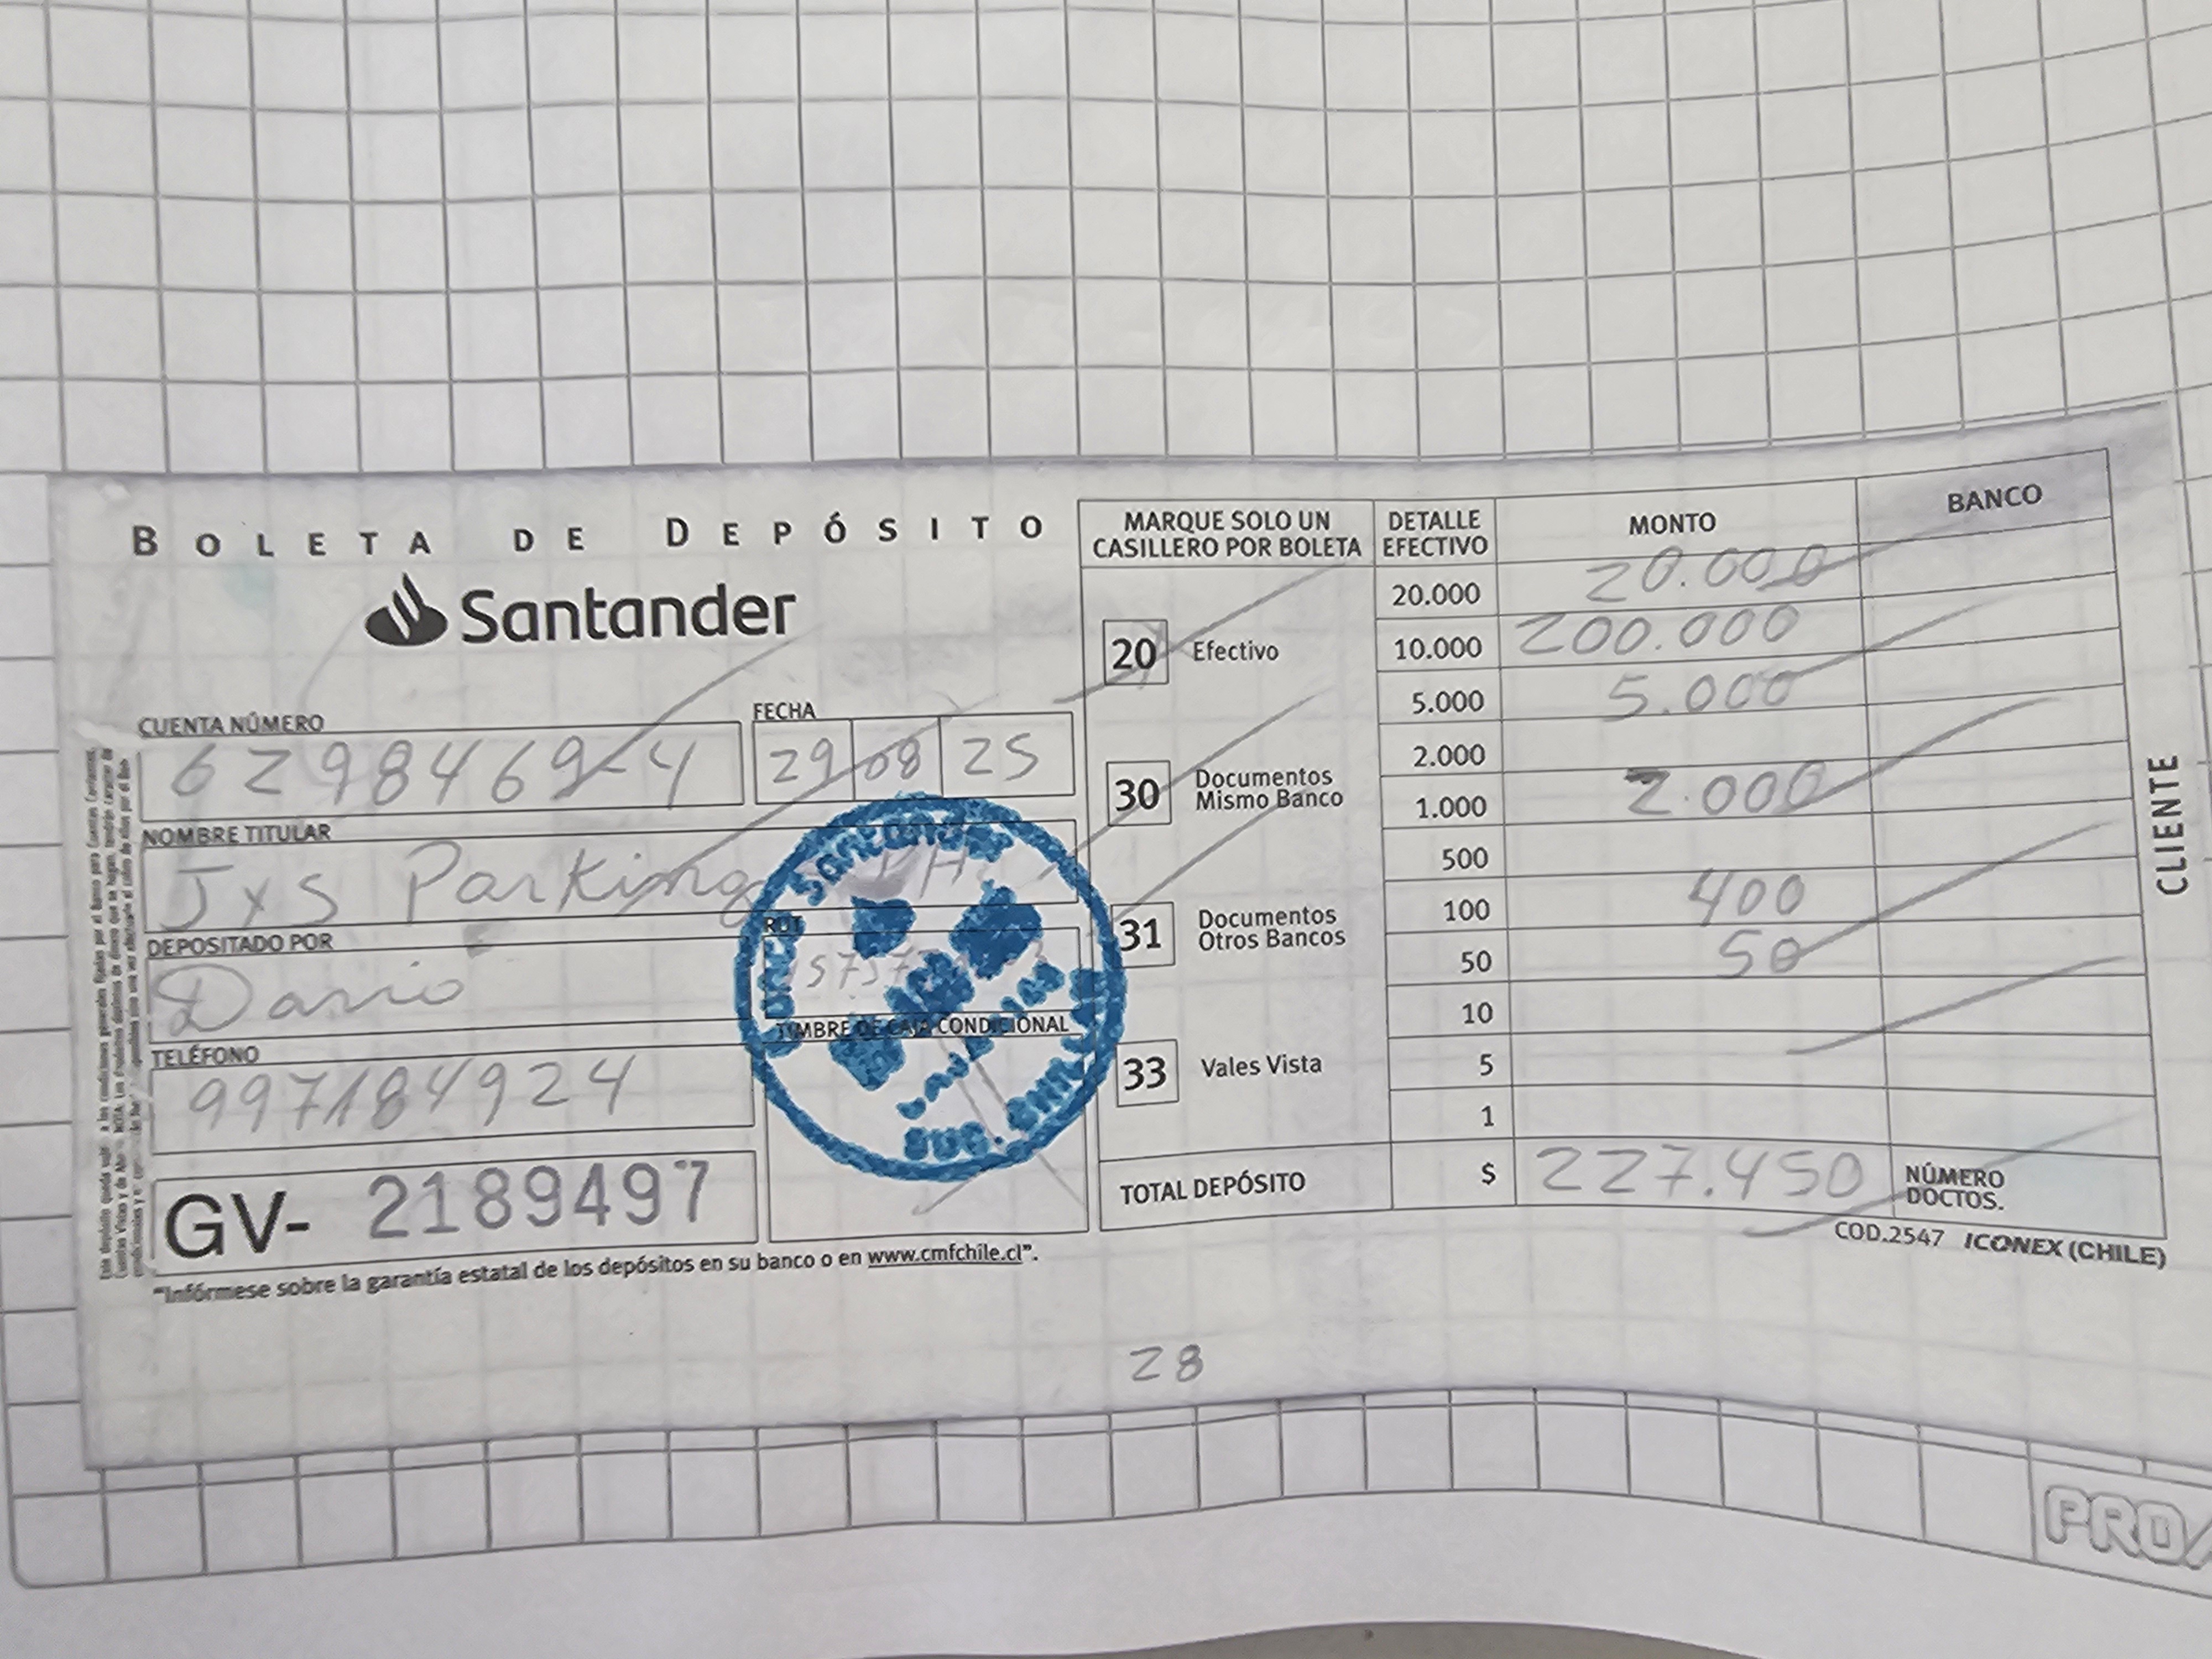 BOLETA DE DEPÓSITO
Santander
CUENTA NÚMERO
6298469-4
FECHA
29 08 25
NOMBRE TITULAR
JxS Parking PH
DEPOSITADO POR
Dario
RUT
TELÉFONO
997184924
TIMBRE DE CAJA CONDICIONAL
Santander
SUC.
GV- 2189497
"Infórmese sobre la garantía estatal de los depósitos en su banco o en www.cmfchile.cl".
MARQUE SOLO UN CASILLERO POR BOLETA
20 Efectivo
30 Documentos Mismo Banco
31 Documentos Otros Bancos
33 Vales Vista
DETALLE EFECTIVO MONTO BANCO
20.000 20.000
10.000 200.000
5.000 5.000
2.000
1.000 2.000
500
100 400
50 50
10
5
1
TOTAL DEPÓSITO $ 227.450 NÚMERO DOCTOS.
COD.2547 ICONEX (CHILE)
CLIENTE
28